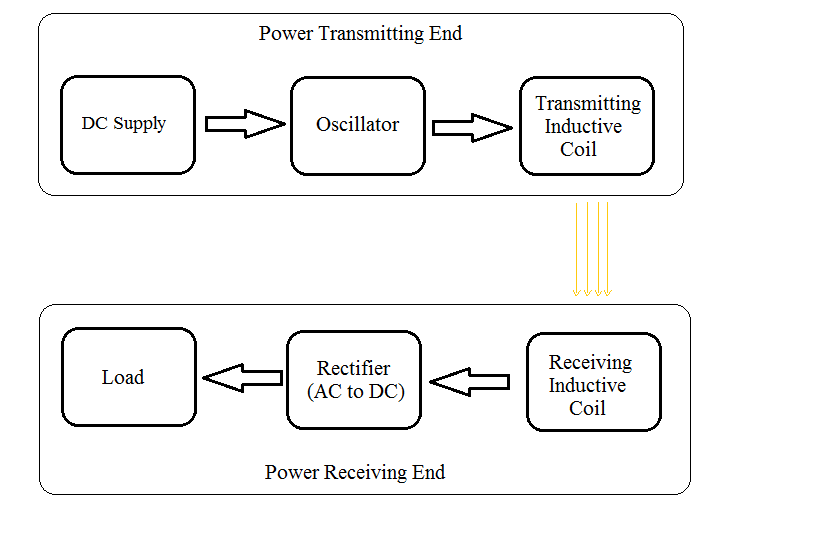 Power Transmitting End
DC Supply
Oscillator
Transmitting
Inductive
Coil
Load
Rectifier
(AC to DC)
Receiving
Inductive
Coil
Power Receiving End